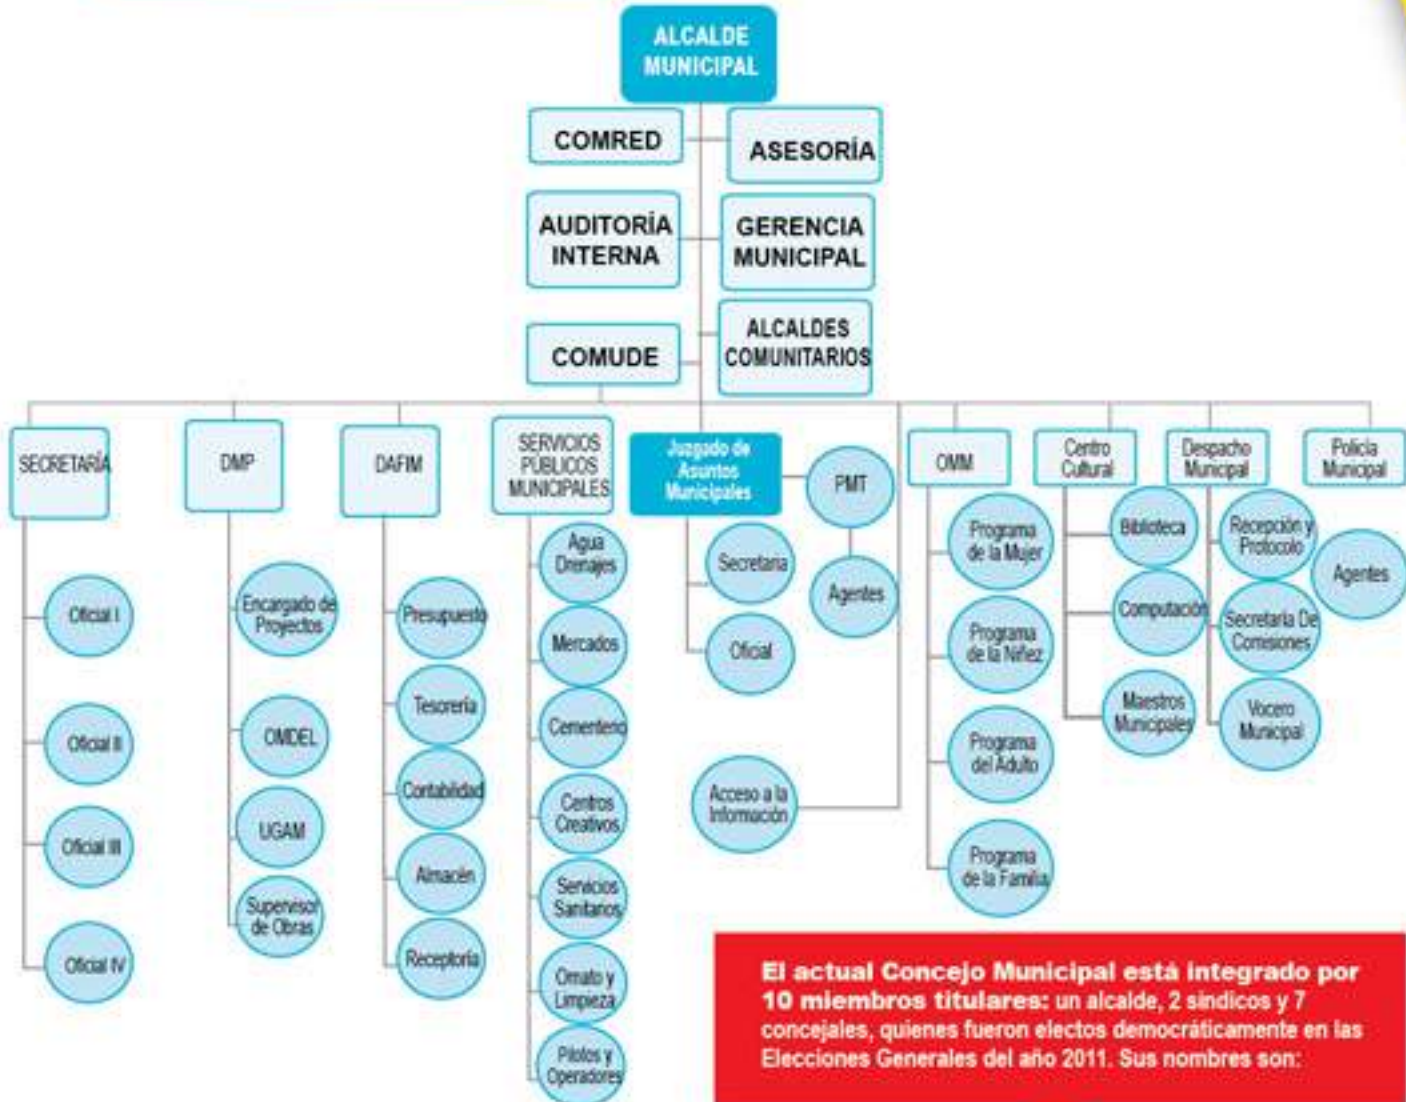 ALCALDE
MUNICIPAL
COMRED
ASESORÍA
AUDITORÍA
INTERNA
GERENCIA
MUNICIPAL
COMUDE
ALCALDES
COMUNITARIOS
SECRETARÍA
DMP
DAFIM
SERVICIOS
PÚBLICOS
MUNICIPALES
Juzgado de
Asuntos
Municipales
PMT
OMM
Centro
Cultural
Despacho
Municipal
Policía
Municipal
Oficial I
Oficial II
Oficial III
Oficial IV
Encargado de
Proyectos
OMDEL
UGAM
Supervisor
de Obras
Presupuesto
Tesorería
Contabilidad
Almacén
Receptoría
Agua
Drenajes
Mercados
Cementerio
Centros
Creativos
Servicios
Sanitarios
Ornato y
Limpieza
Pilotos y
Operadores
Secretaria
Oficial
Agentes
Acceso a la
Información
Programa
de la Mujer
Programa
de la Niñez
Programa
del Adulto
Programa
de la Familia
Biblioteca
Computación
Maestros
Municipales
Recepción y
Protocolo
Secretaria De
Comisiones
Vocero
Municipal
Agentes
El actual Concejo Municipal está integrado por
10 miembros titulares: un alcalde, 2 síndicos y 7
concejales, quienes fueron electos democráticamente en las
Elecciones Generales del año 2011. Sus nombres son: